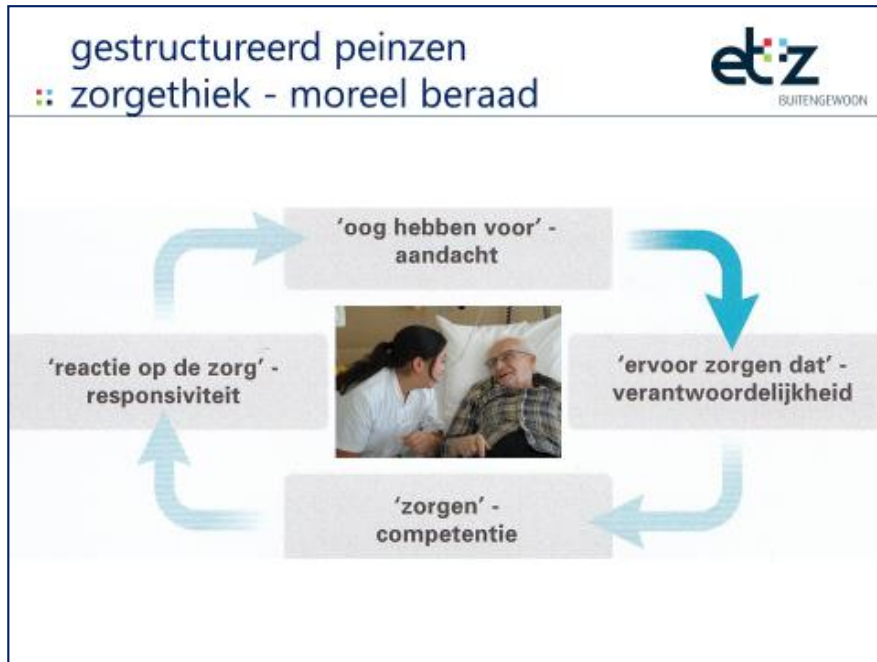 gestructureerd peinzen
zorgethiek - moreel beraad
etz
BUITENGEWOON
'oog hebben voor' -
aandacht
'ervoor zorgen dat' -
verantwoordelijkheid
'zorgen' -
competentie
'reactie op de zorg' -
responsiviteit